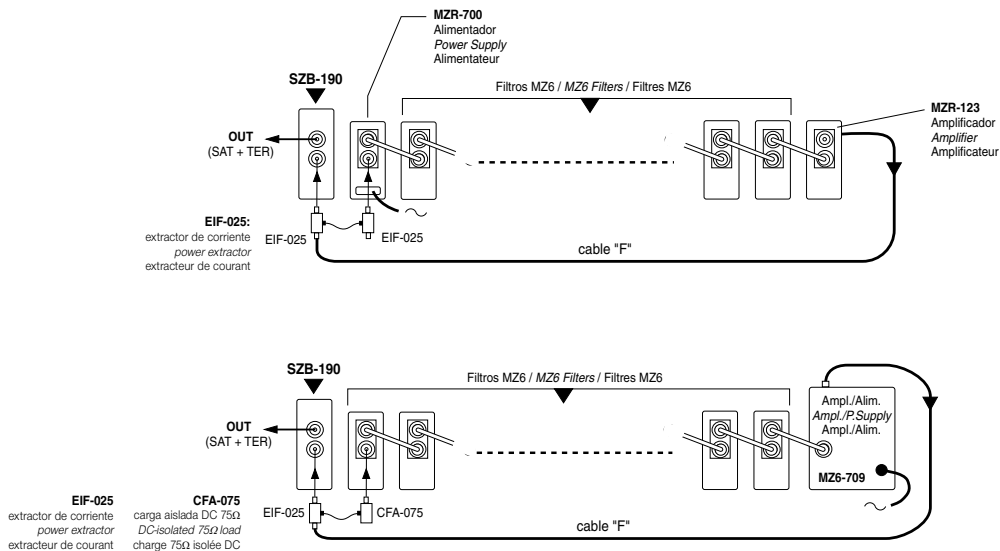 MZR-700
Alimentador
Power Supply
Alimentateur
SZB-190
Filtros MZ6 / MZ6 Filters / Filtres MZ6
MZR-123
Amplificador
Amplifier
Amplificateur
OUT
(SAT + TER)
EIF-025:
extractor de corriente
power extractor
extracteur de courant
EIF-025
EIF-025
cable "F"
SZB-190
Filtros MZ6 / MZ6 Filters / Filtres MZ6
OUT
(SAT + TER)
Ampl./Alim.
Ampl./P.Supply
Ampl./Alim.
MZ6-709
EIF-025
extractor de corriente
power extractor
extracteur de courant
CFA-075
carga aislada DC 75Ω
DC-isolated 75Ω load
charge 75Ω isolée DC
EIF-025
CFA-075
cable "F"